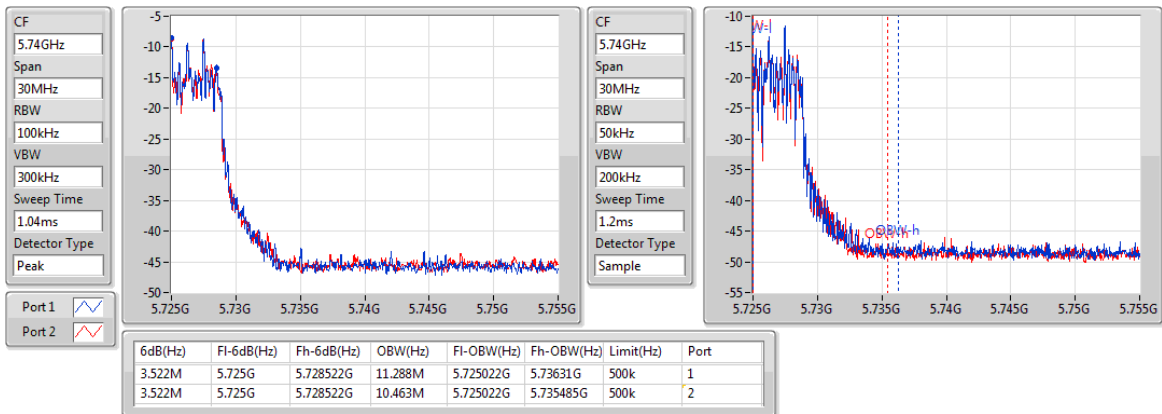 CF
5.74GHz
Span
30MHz
RBW
100kHz
VBW
300kHz
Sweep Time
1.04ms
Detector Type
Peak
Port 1
Port 2
-5
-10
-15
-20
-25
-30
-35
-40
-45
-50
5.725G 5.73G 5.735G 5.74G 5.745G 5.75G 5.755G
CF
5.74GHz
Span
30MHz
RBW
50kHz
VBW
200kHz
Sweep Time
1.2ms
Detector Type
Sample
-10
-15
-20
-25
-30
-35
-40
-45
-50
-55
OBW-h
5.725G 5.73G 5.735G 5.74G 5.745G 5.75G 5.755G
6dB(Hz) Fl-6dB(Hz) Fh-6dB(Hz) OBW(Hz) Fl-OBW(Hz) Fh-OBW(Hz) Limit(Hz) Port
3.522M 5.725G 5.728522G 11.288M 5.725022G 5.73631G 500k 1
3.522M 5.725G 5.728522G 10.463M 5.725022G 5.735485G 500k 2